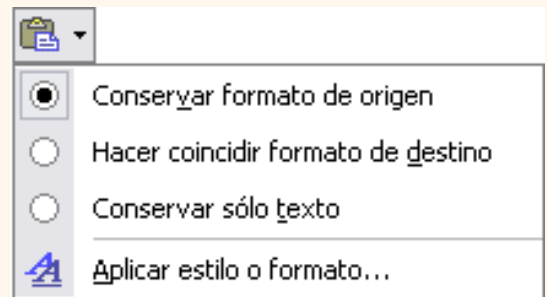 Conservar formato de origen
Hacer coincidir formato de destino
Conservar sólo texto
Aplicar estilo o formato...